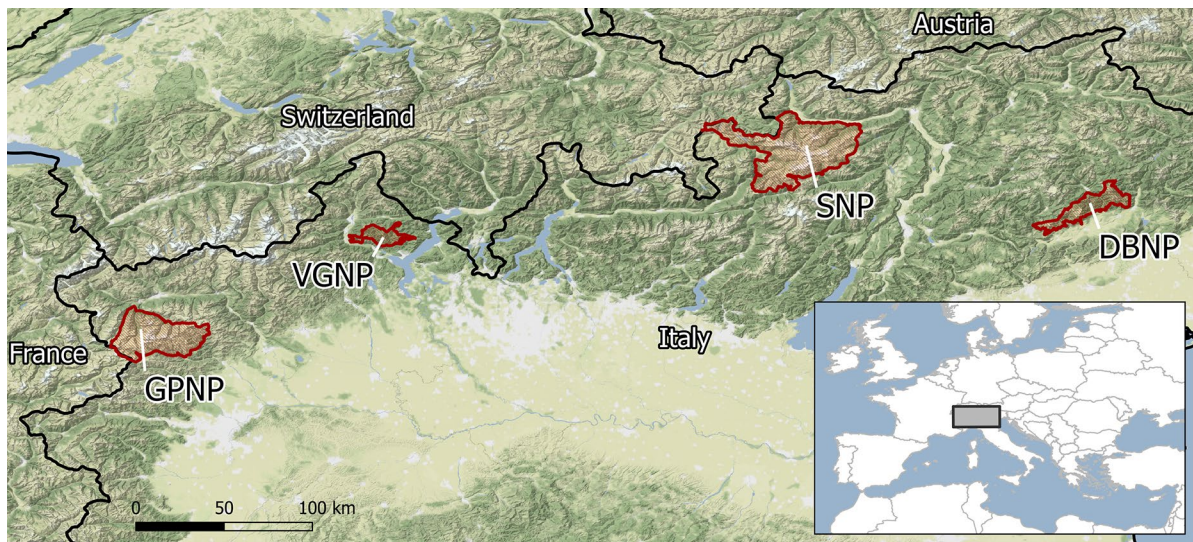 Austria
Switzerland
SNP
DBNP
VGNP
Italy
France
GPNP
0 50 100 km